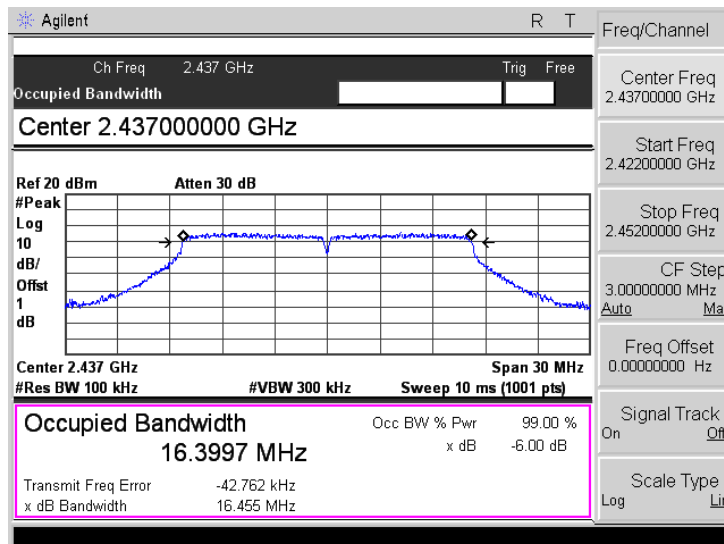 Agilent R T
Freq/Channel
Ch Freq 2.437 GHz Trig Free
Occupied Bandwidth
Center 2.437000000 GHz
Ref 20 dBm Atten 30 dB
#Peak
Log
10
dB/
Offst
1
dB
Center 2.437 GHz Span 30 MHz
#Res BW 100 kHz #VBW 300 kHz Sweep 10 ms (1001 pts)
Occupied Bandwidth Occ BW % Pwr 99.00 %
16.3997 MHz x dB -6.00 dB
Transmit Freq Error -42.762 kHz
x dB Bandwidth 16.455 MHz
Center Freq
2.43700000 GHz
Start Freq
2.42200000 GHz
Stop Freq
2.45200000 GHz
CF Step
3.00000000 MHz
Auto Ma
Freq Offset
0.00000000 Hz
Signal Track
On Off
Scale Type
Log Lin